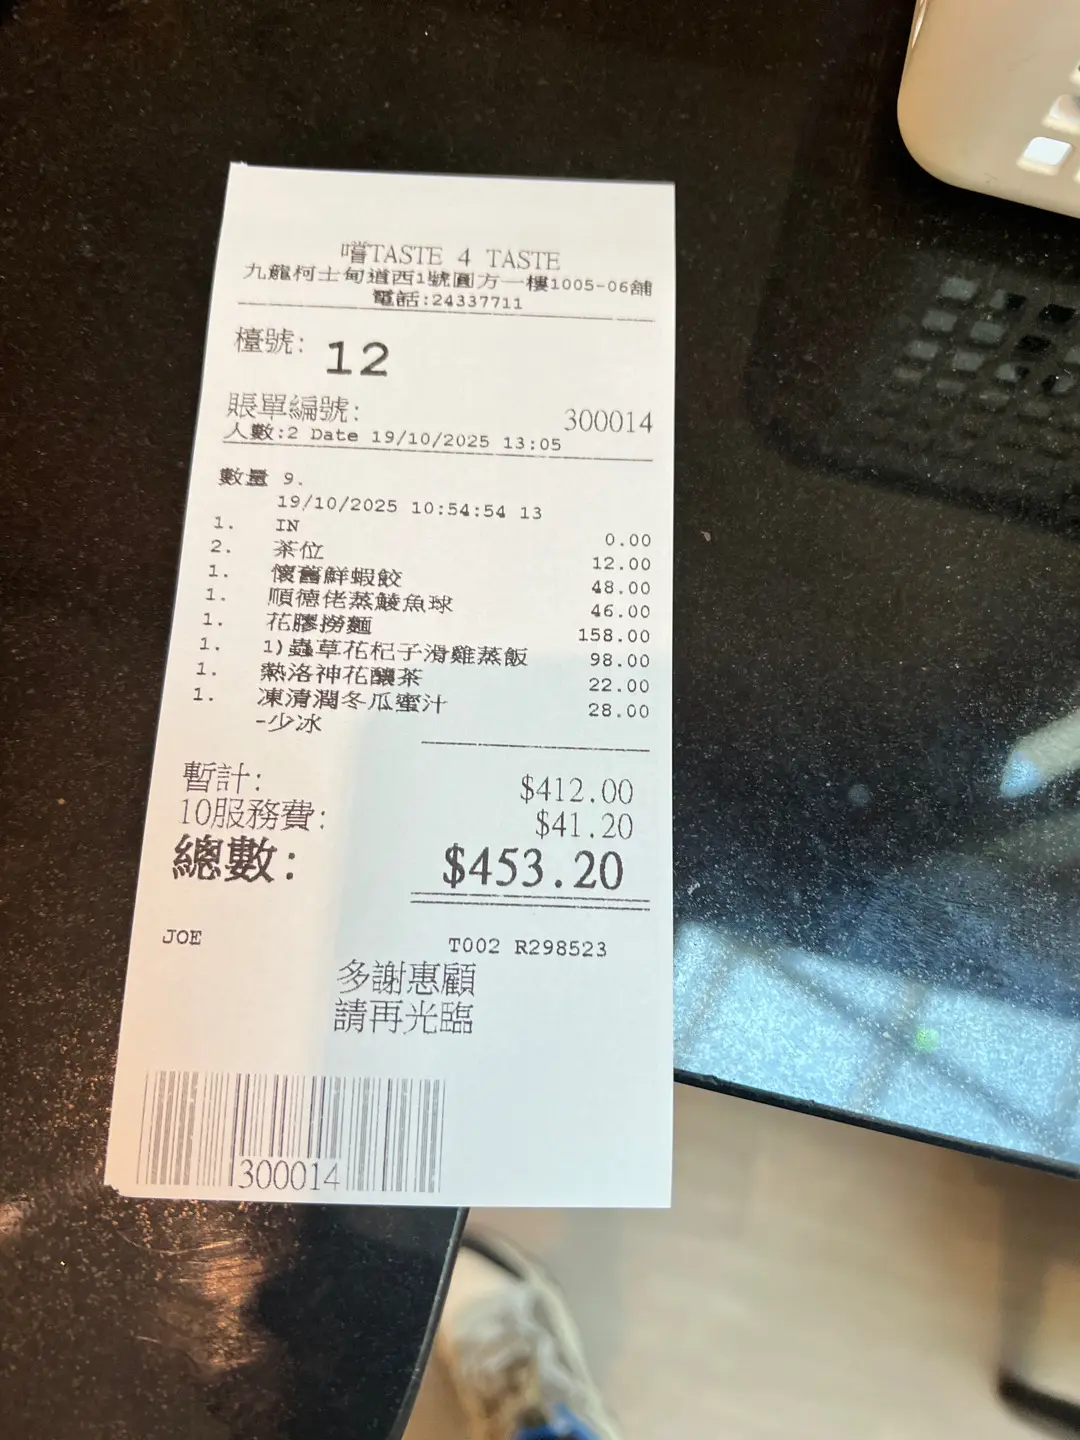 嚐TASTE 4 TASTE
九龍柯士甸道西1號圓方一樓1005-06舖
電話:24337711
檯號: 12
賬單編號: 300014
人數:2 Date 19/10/2025 13:05
數量 9.
19/10/2025 10:54:54 13
1. IN 0.00
2. 茶位 12.00
1. 懷舊鮮蝦餃 48.00
1. 順德佬蒸鯪魚球 46.00
1. 花膠撈麵 158.00
1. 1)蟲草花杞子滑雞蒸飯 98.00
1. 熱洛神花釀茶 22.00
1. 凍清潤冬瓜蜜汁 28.00
-少冰
暫計: $412.00
10服務費: $41.20
總數: $453.20
JOE T002 R298523
多謝惠顧
請再光臨
300014